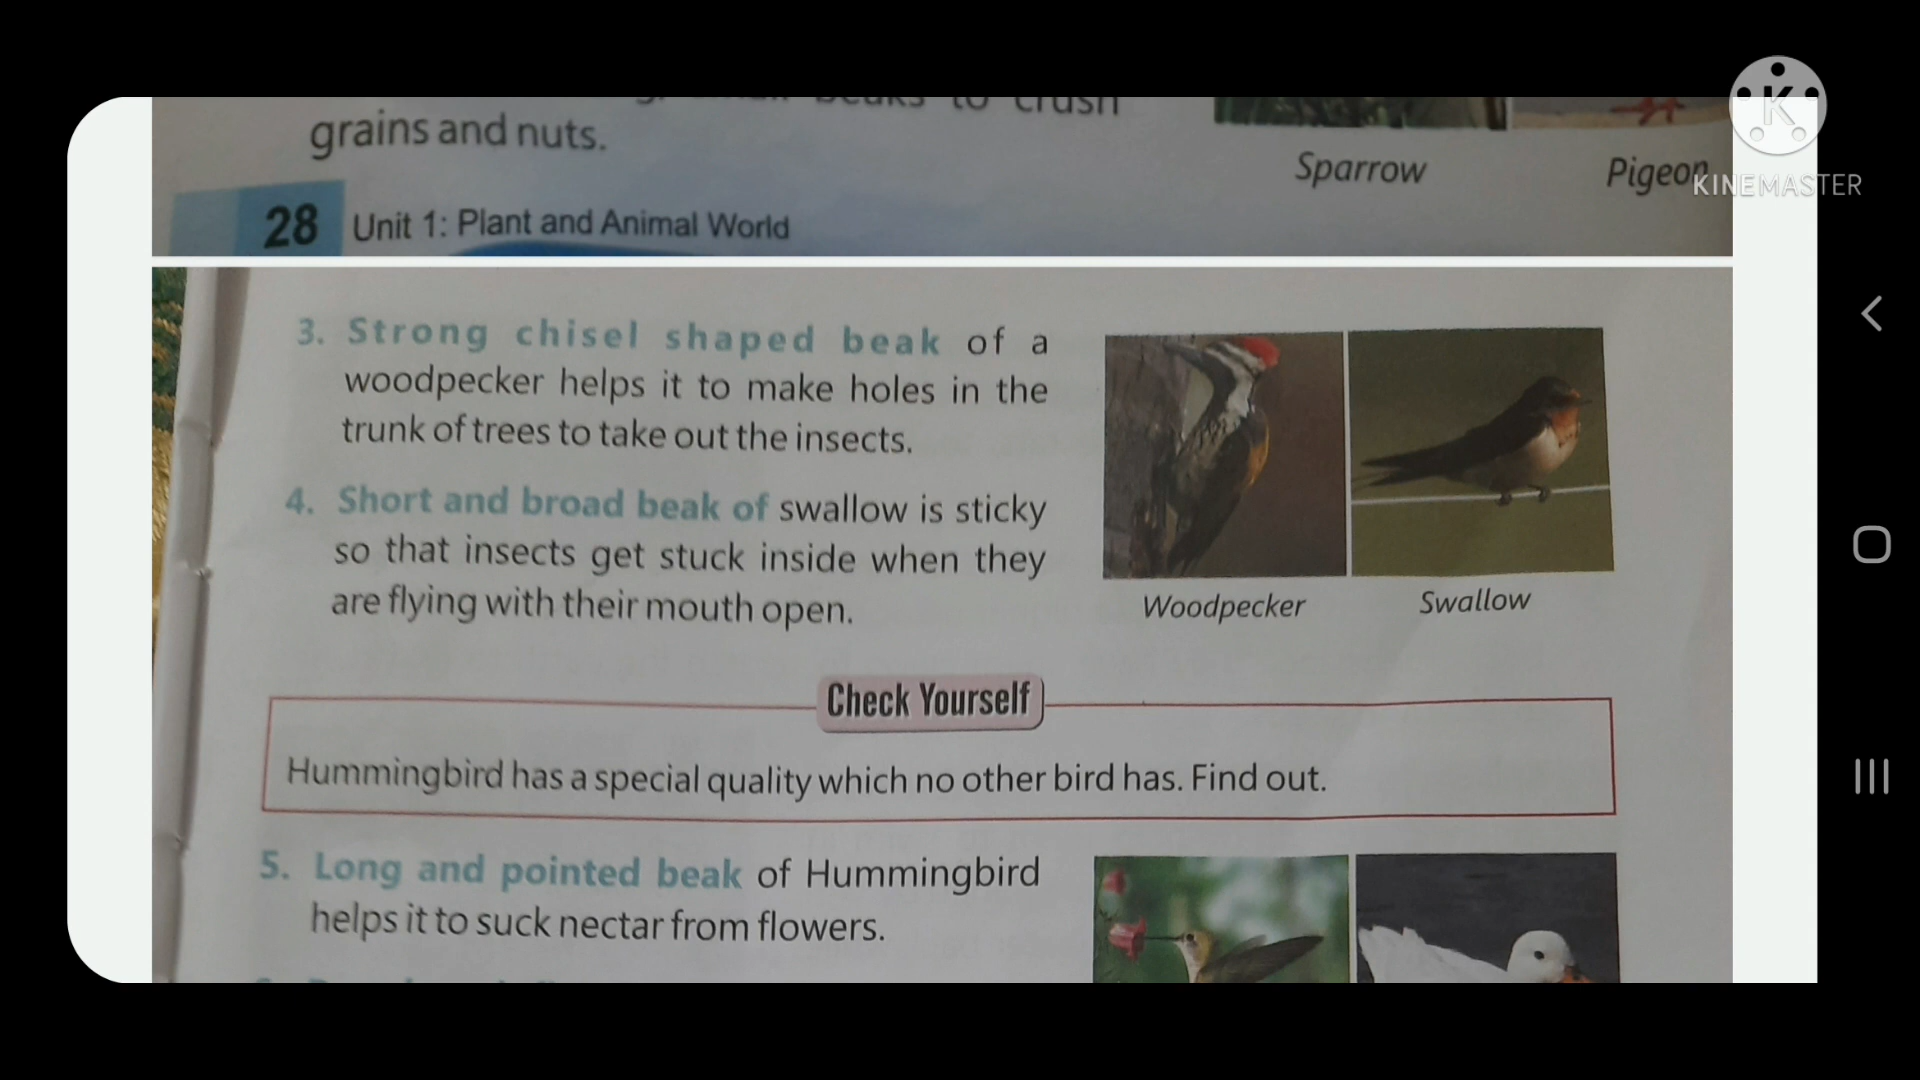 beaks to crush
grains and nuts.
Sparrow
Pigeon
KINEMASTER
28 Unit 1: Plant and Animal World
3. Strong chisel shaped beak of a
woodpecker helps it to make holes in the
trunk of trees to take out the insects.
4. Short and broad beak of swallow is sticky
so that insects get stuck inside when they
are flying with their mouth open.
Woodpecker
Swallow
Check Yourself
Hummingbird has a special quality which no other bird has. Find out.
5. Long and pointed beak of Hummingbird
helps it to suck nectar from flowers.